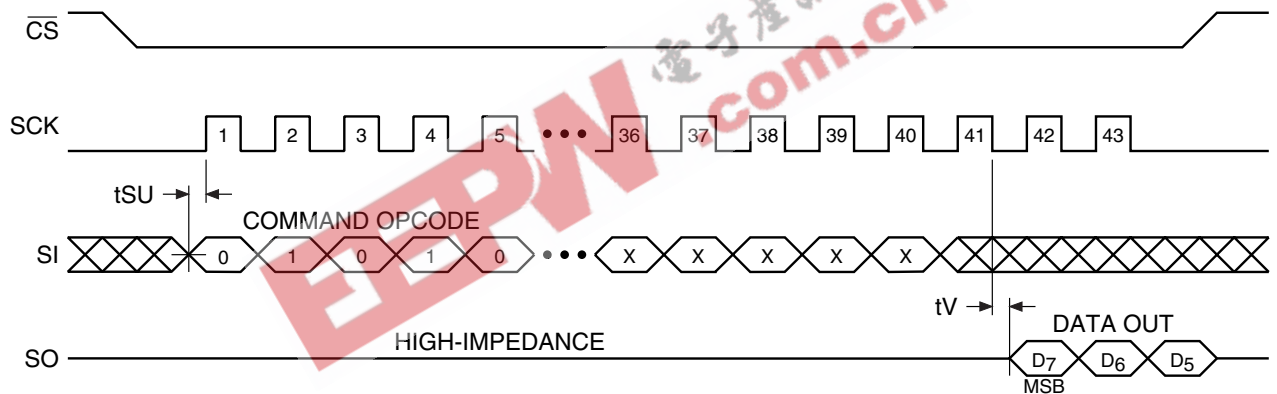 CS
SCK 1 2 3 4 5 ••• 36 37 38 39 40 41 42 43
tSU
COMMAND OPCODE
SI 0 1 0 1 0 ••• X X X X X
tV
DATA OUT
HIGH-IMPEDANCE
SO D7 D6 D5
MSB
EEPW
.com.cn